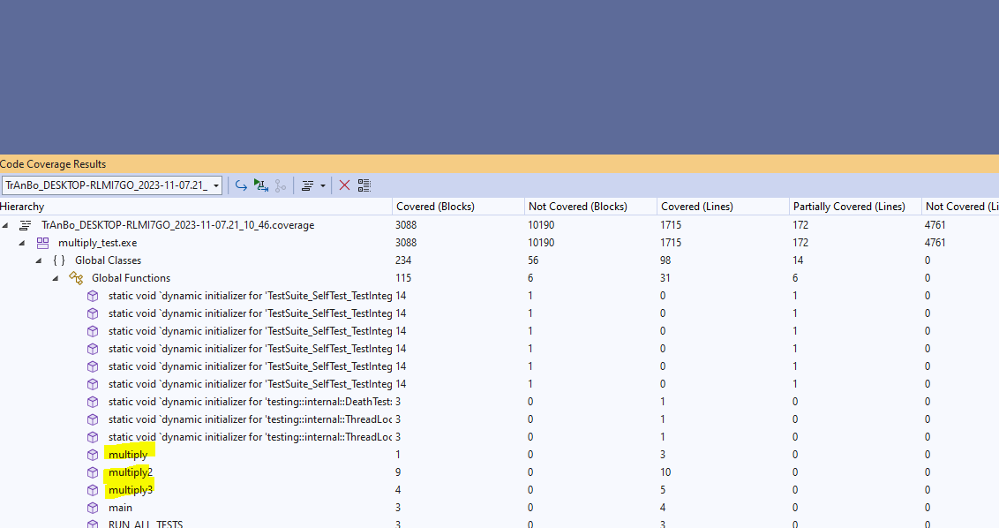 Code Coverage Results
TrAnBo_DESKTOP-RLMI7GO_2023-11-07.21_
Hierarchy Covered (Blocks) Not Covered (Blocks) Covered (Lines) Partially Covered (Lines) Not Covered (Li
TrAnBo_DESKTOP-RLMI7GO_2023-11-07.21_10_46.coverage 3088 10190 1715 172 4761
multiply_test.exe 3088 10190 1715 172 4761
{ } Global Classes 234 56 98 14 0
Global Functions 115 6 31 6 0
static void `dynamic initializer for 'TestSuite_SelfTest_TestInteg 14 1 0 1 0
static void `dynamic initializer for 'TestSuite_SelfTest_TestInteg 14 1 0 1 0
static void `dynamic initializer for 'TestSuite_SelfTest_TestInteg 14 1 0 1 0
static void `dynamic initializer for 'TestSuite_SelfTest_TestInteg 14 1 0 1 0
static void `dynamic initializer for 'TestSuite_SelfTest_TestInteg 14 1 0 1 0
static void `dynamic initializer for 'TestSuite_SelfTest_TestInteg 14 1 0 1 0
static void `dynamic initializer for 'testing::internal::DeathTest: 3 0 1 0 0
static void `dynamic initializer for 'testing::internal::ThreadLoc 3 0 1 0 0
static void `dynamic initializer for 'testing::internal::ThreadLoc 3 0 1 0 0
multiply 1 0 3 0 0
multiply2 9 0 10 0 0
multiply3 4 0 5 0 0
main 3 0 4 0 0
RUN_ALL_TESTS 3 0 3 0 0